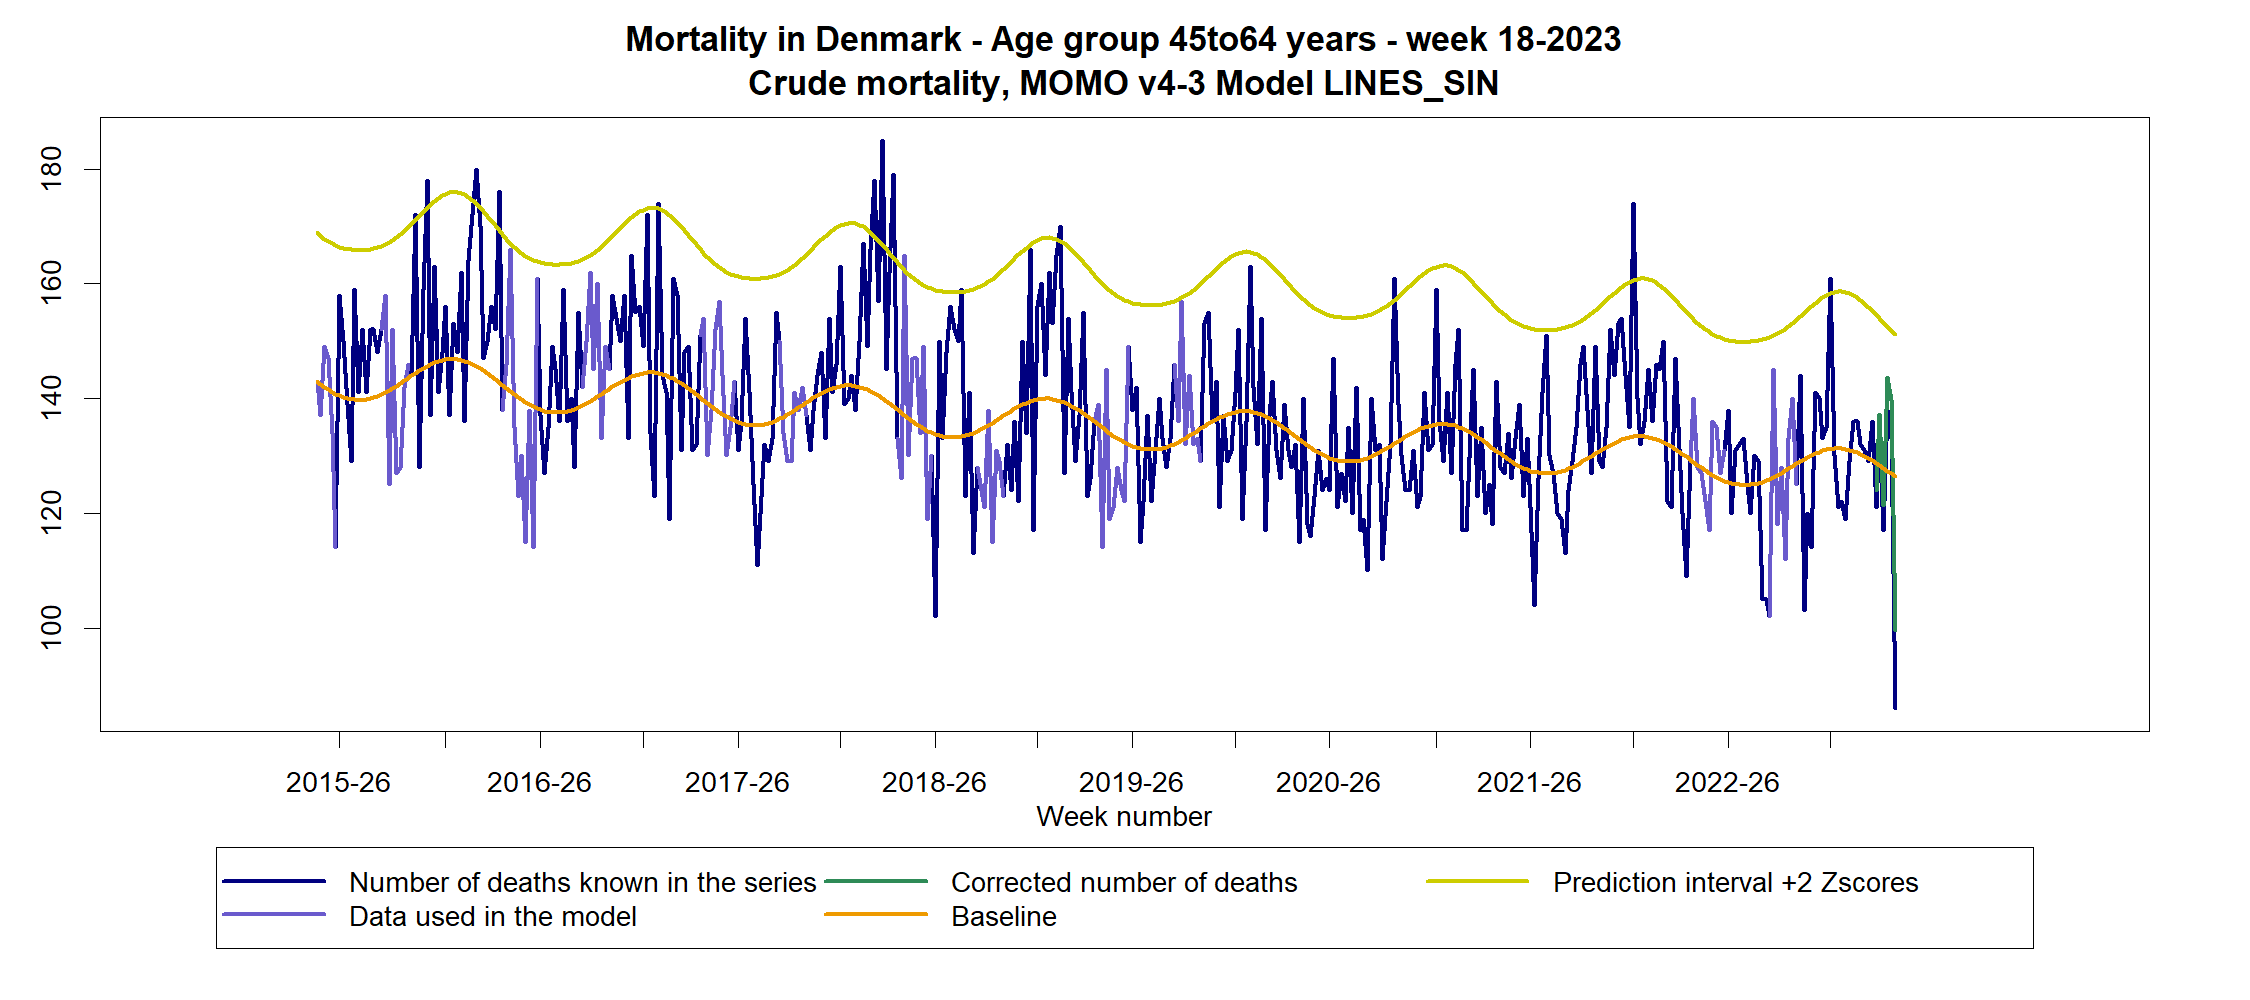 Mortality in Denmark - Age group 45to64 years - week 18-2023
Crude mortality, MOMO v4-3 Model LINES_SIN
180
160
140
120
100
2015-26 2016-26 2017-26 2018-26 2019-26 2020-26 2021-26 2022-26
Week number
Number of deaths known in the series Corrected number of deaths Prediction interval +2 Zscores
Data used in the model Baseline